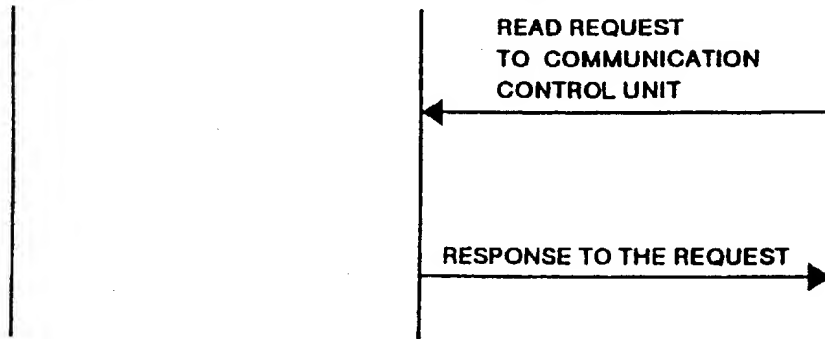 READ REQUEST
TO COMMUNICATION
CONTROL UNIT
RESPONSE TO THE REQUEST